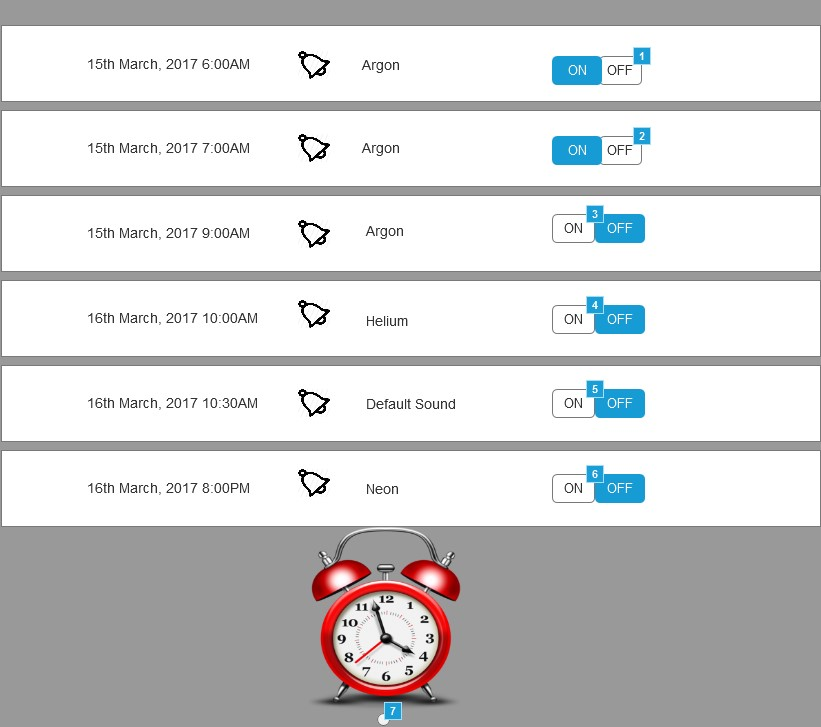 15th March, 2017 6:00AM Argon ON OFF 1
15th March, 2017 7:00AM Argon ON OFF 2
15th March, 2017 9:00AM Argon ON OFF 3
16th March, 2017 10:00AM Helium ON OFF 4
16th March, 2017 10:30AM Default Sound ON OFF 5
16th March, 2017 8:00PM Neon ON OFF 6
12 1 2 3 4 5 6 7 8 9 10 11
7